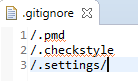 .gitignore
1 /.pmd
2 /.checkstyle
3 /.settings/